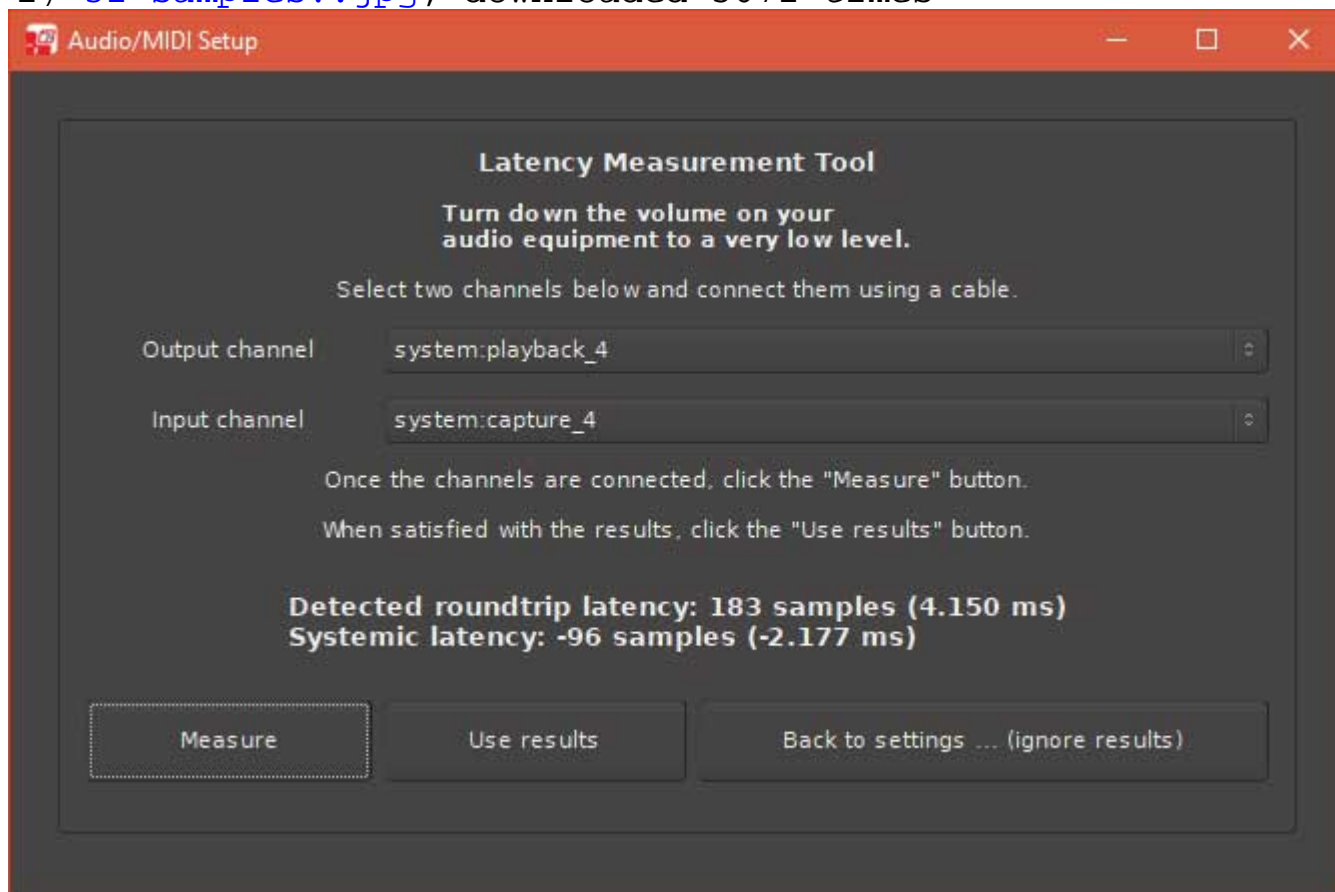 Audio/MIDI Setup
Latency Measurement Tool
Turn down the volume on your
audio equipment to a very low level.
Select two channels below and connect them using a cable.
Output channel system:playback_4
Input channel system:capture_4
Once the channels are connected, click the "Measure" button.
When satisfied with the results, click the "Use results" button.
Detected roundtrip latency: 183 samples (4.150 ms)
Systemic latency: -96 samples (-2.177 ms)
Measure Use results Back to settings ... (ignore results)